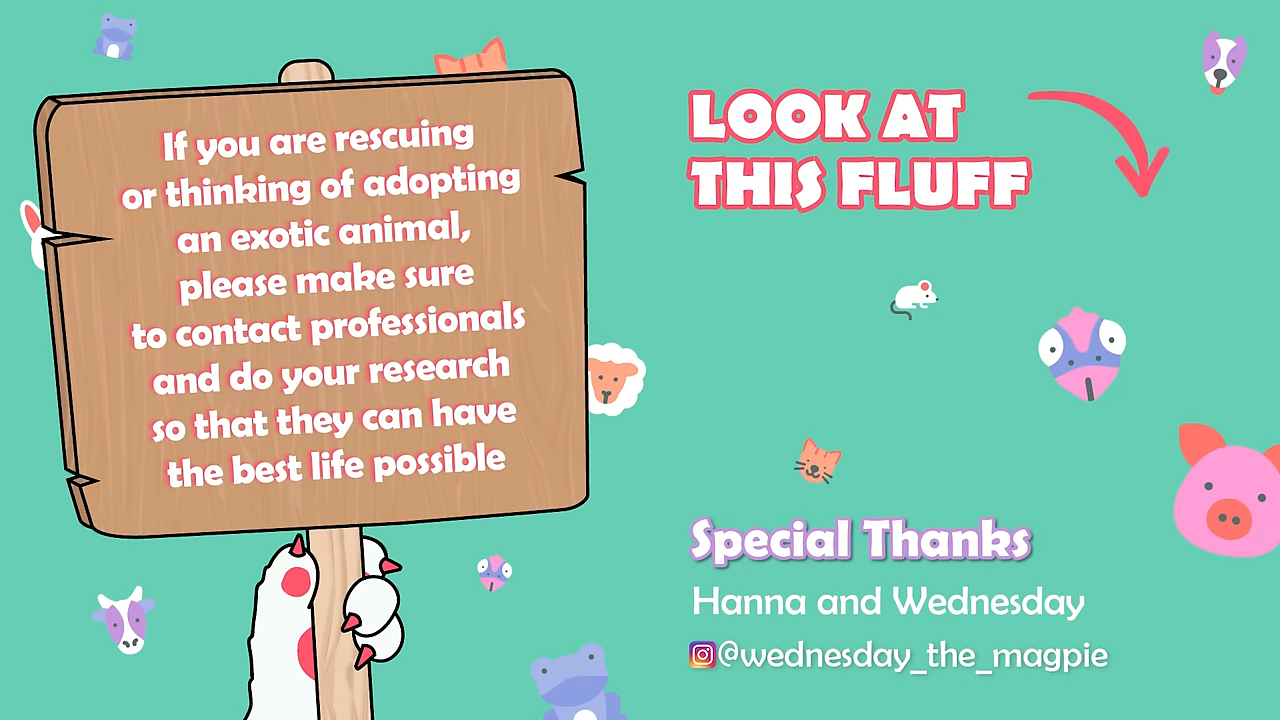 If you are rescuing
or thinking of adopting
an exotic animal,
please make sure
to contact professionals
and do your research
so that they can have
the best life possible
LOOK AT
THIS FLUFF
Special Thanks
Hanna and Wednesday
@wednesday_the_magpie